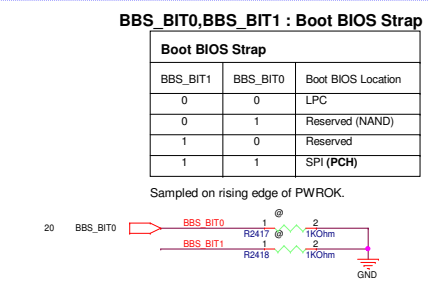 BBS_BIT0,BBS_BIT1 : Boot BIOS Strap
Boot BIOS Strap
BBS_BIT1 BBS_BIT0 Boot BIOS Location
0 0 LPC
0 1 Reserved (NAND)
1 0 Reserved
1 1 SPI (PCH)
Sampled on rising edge of PWROK.
@
20 BBS_BIT0 BBS_BIT0 1 2
R2417 @ 1KOhm
BBS_BIT1 1 2
R2418 1KOhm
GND